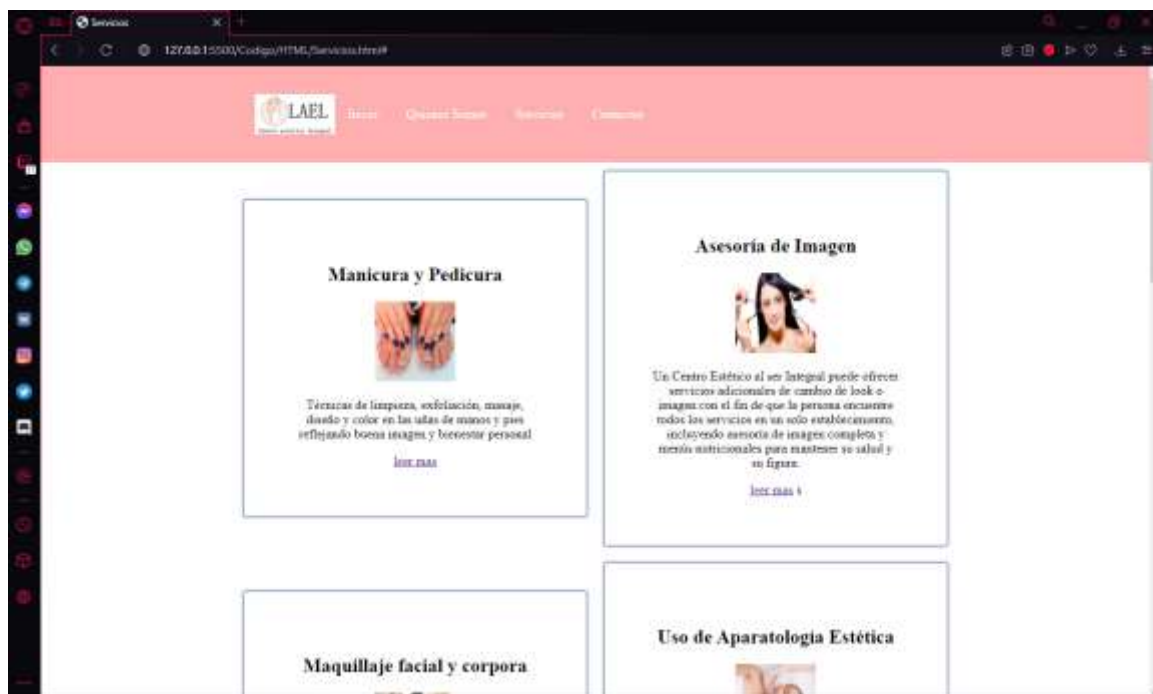 Servicios
127.0.0.1:5500/Codigo/HTML/Servicios.html#
LAEL
Inicio Quienes Somos Servicios Contactos
Manicura y Pedicura
Técnicas de limpieza, exfoliación, masaje,
diseño y color en las uñas de manos y pies
reflejando buena imagen y bienestar personal
leer mas
Asesoría de Imagen
Un Centro Estético al ser Integral puede ofrecer
servicios adicionales de cambio de look o
imagen con el fin de que la persona encuentre
todos los servicios en un solo establecimiento,
incluyendo asesoría de imagen completa y
menús nutricionales para mantener su salud y
su figura.
leer mas s
Maquillaje facial y corpora
Uso de Aparatología Estética